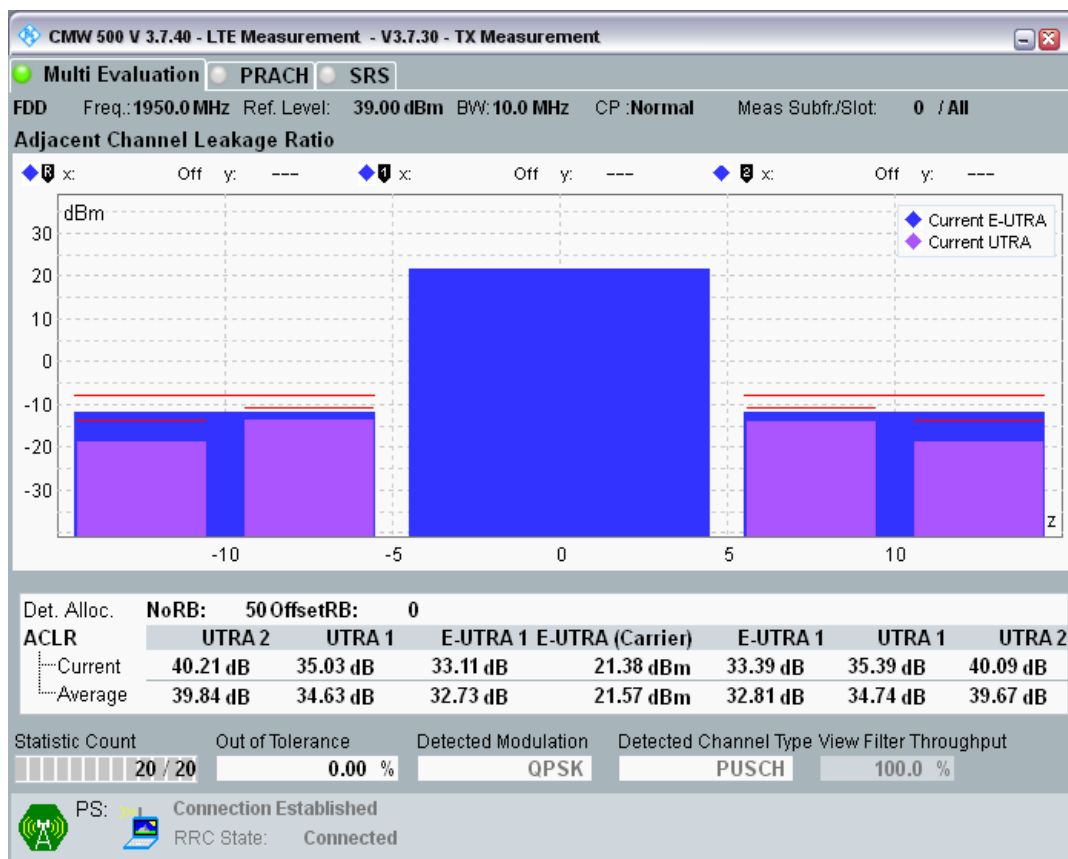 CMW 500 V 3.7.40 - LTE Measurement - V3.7.30 - TX Measurement
Multi Evaluation PRACH SRS
FDD Freq.: 1950.0 MHz Ref. Level: 39.00 dBm BW: 10.0 MHz CP :Normal Meas Subfr./Slot: 0 / All
Adjacent Channel Leakage Ratio
R x: Off y: --- 1 x: Off y: --- 2 x: Off y: ---
dBm
Current E-UTRA
Current UTRA
30
20
10
0
-10
-20
-30
z
-10 -5 0 5 10
Det. Alloc. NoRB: 50 OffsetRB: 0
ACLR UTRA 2 UTRA 1 E-UTRA 1 E-UTRA (Carrier) E-UTRA 1 UTRA 1 UTRA 2
Current 40.21 dB 35.03 dB 33.11 dB 21.38 dBm 33.39 dB 35.39 dB 40.09 dB
Average 39.84 dB 34.63 dB 32.73 dB 21.57 dBm 32.81 dB 34.74 dB 39.67 dB
Statistic Count Out of Tolerance Detected Modulation Detected Channel Type View Filter Throughput
20 / 20 0.00 % QPSK PUSCH 100.0 %
PS: Connection Established
RRC State: Connected